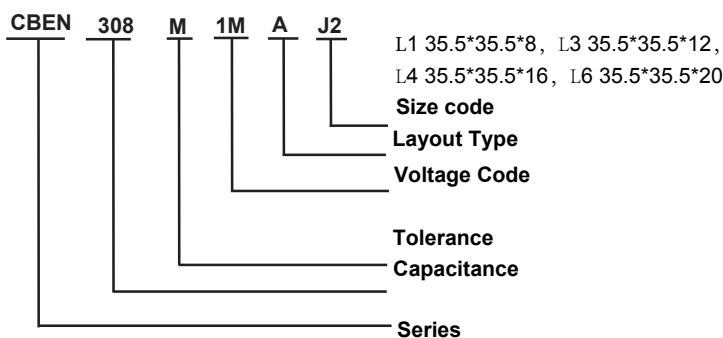 CBEN 308 M 1M A J2
L1 35.5*35.5*8，L3 35.5*35.5*12，
L4 35.5*35.5*16，L6 35.5*35.5*20
Size code
Layout Type
Voltage Code
Tolerance
Capacitance
Series